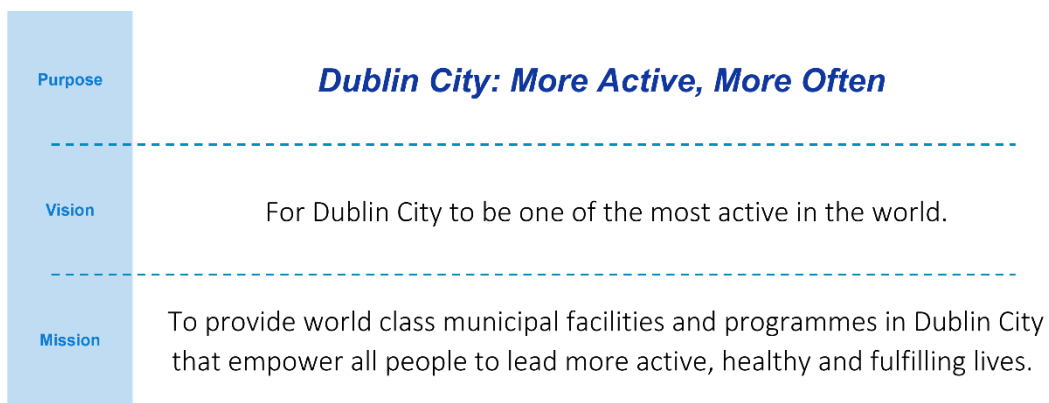 Purpose
Dublin City: More Active, More Often
Vision
For Dublin City to be one of the most active in the world.
Mission
To provide world class municipal facilities and programmes in Dublin City
that empower all people to lead more active, healthy and fulfilling lives.